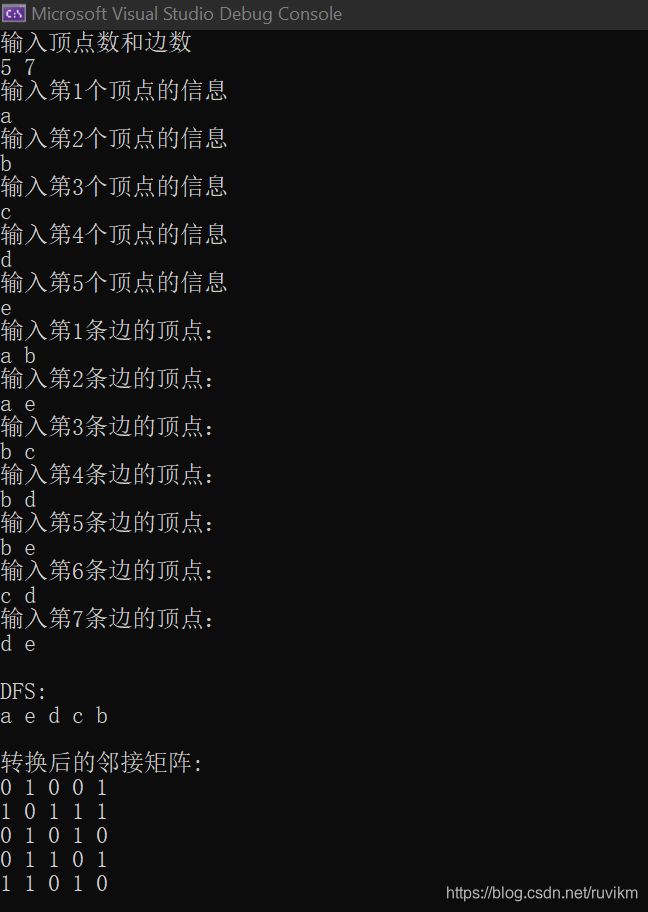 Microsoft Visual Studio Debug Console
输入顶点数和边数
5 7
输入第1个顶点的信息
a
输入第2个顶点的信息
b
输入第3个顶点的信息
c
输入第4个顶点的信息
d
输入第5个顶点的信息
e
输入第1条边的顶点:
a b
输入第2条边的顶点:
a e
输入第3条边的顶点:
b c
输入第4条边的顶点:
b d
输入第5条边的顶点:
b e
输入第6条边的顶点:
c d
输入第7条边的顶点:
d e
DFS:
a e d c b
转换后的邻接矩阵:
0 1 0 0 1
1 0 1 1 1
0 1 0 1 0
0 1 1 0 1
1 1 0 1 0
https://blog.csdn.net/ruvikm